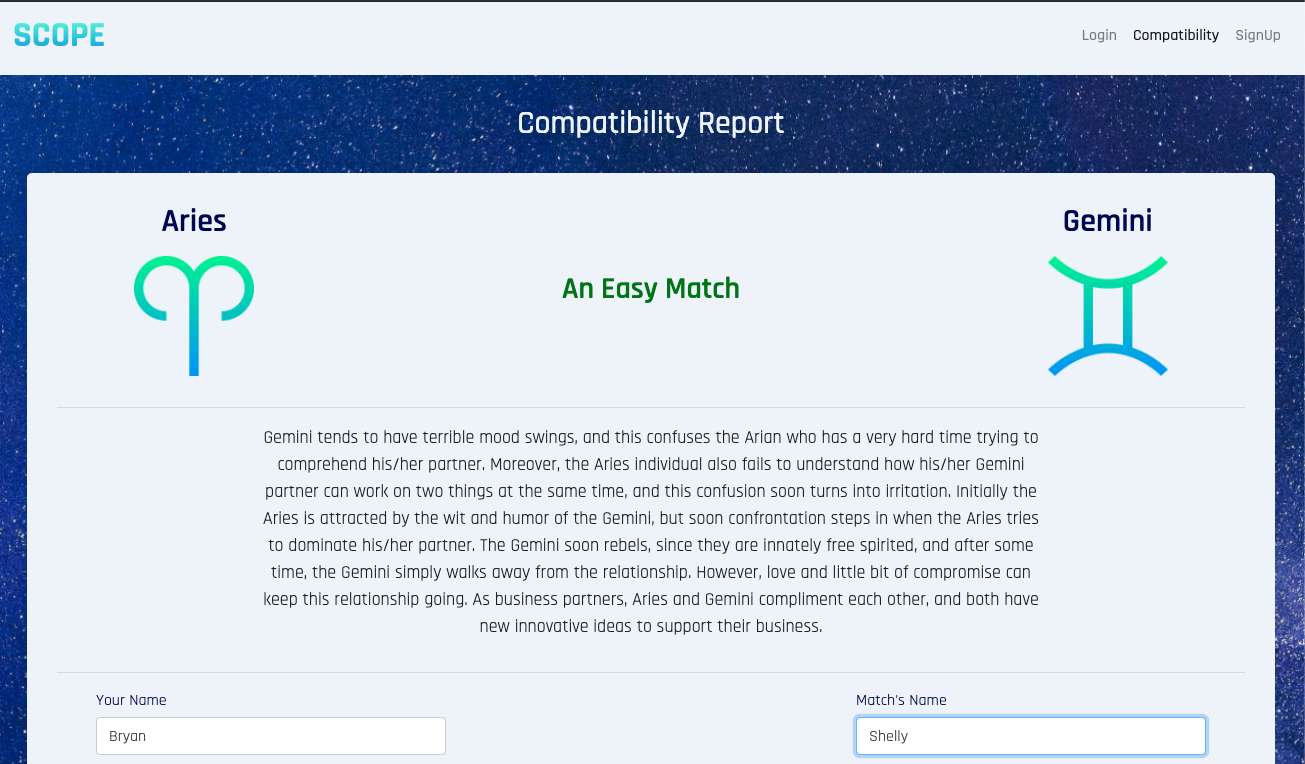 SCOPE
Login Compatibility SignUp
Compatibility Report
Aries
Gemini
An Easy Match
Gemini tends to have terrible mood swings, and this confuses the Arian who has a very hard time trying to
comprehend his/her partner. Moreover, the Aries individual also fails to understand how his/her Gemini
partner can work on two things at the same time, and this confusion soon turns into irritation. Initially the
Aries is attracted by the wit and humor of the Gemini, but soon confrontation steps in when the Aries tries
to dominate his/her partner. The Gemini soon rebels, since they are innately free spirited, and after some
time, the Gemini simply walks away from the relationship. However, love and little bit of compromise can
keep this relationship going. As business partners, Aries and Gemini compliment each other, and both have
new innovative ideas to support their business.
Your Name
Bryan
Match's Name
Shelly